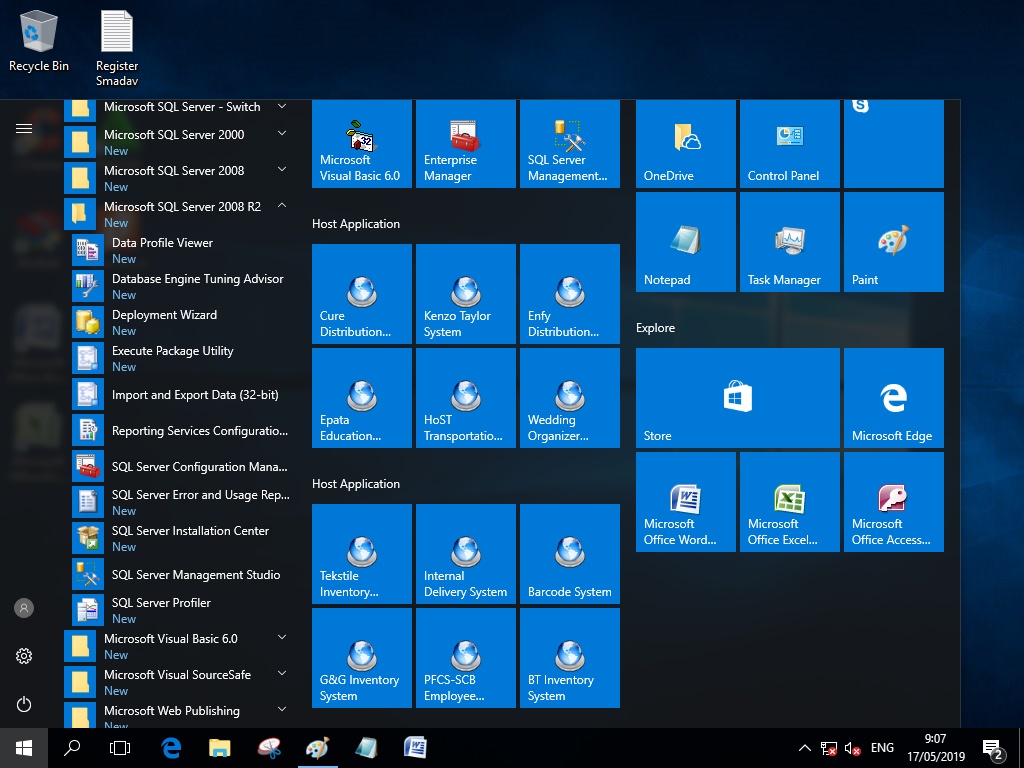 Recycle Bin
Register
Smadav
Microsoft SQL Server - Switch
Microsoft SQL Server 2000
New
Microsoft SQL Server 2008
New
Microsoft SQL Server 2008 R2
New
Data Profile Viewer
New
Database Engine Tuning Advisor
New
Deployment Wizard
New
Execute Package Utility
New
Import and Export Data (32-bit)
Reporting Services Configuratio...
SQL Server Configuration Mana...
SQL Server Error and Usage Rep...
New
SQL Server Installation Center
New
SQL Server Management Studio
SQL Server Profiler
New
Microsoft Visual Basic 6.0
New
Microsoft Visual SourceSafe
New
Microsoft Web Publishing
New
Microsoft
Visual Basic 6.0
Enterprise
Manager
SQL Server
Management...
Host Application
Cure
Distribution...
Kenzo Taylor
System
Enfy
Distribution...
Epata
Education...
HoST
Transportatio...
Wedding
Organizer...
Host Application
Tekstile
Inventory...
Internal
Delivery System
Barcode System
G&G Inventory
System
PFCS-SCB
Employee...
BT Inventory
System
OneDrive
Control Panel
Notepad
Task Manager
Paint
Explore
Store
Microsoft Edge
Microsoft
Office Word...
Microsoft
Office Excel...
Microsoft
Office Access...
ENG
9:07
17/05/2019
2